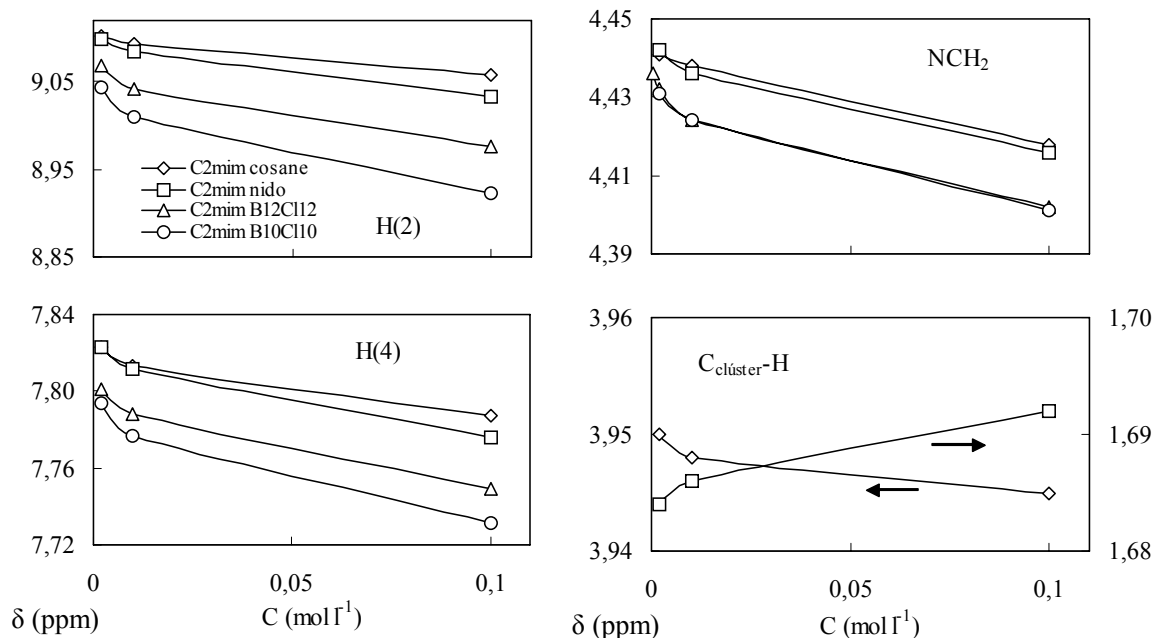 9,05
8,95
8,85
C2mim cosane
C2mim nido
C2mim B12Cl12
C2mim B10Cl10
H(2)
4,45
4,43
4,41
4,39
NCH2
7,84
7,80
7,76
7,72
H(4)
0
0,05
0,1
δ (ppm)
C (mol l-1)
3,96
3,95
3,94
1,70
1,69
1,68
Cclúster-H
0
0,05
0,1
δ (ppm)
C (mol l-1)